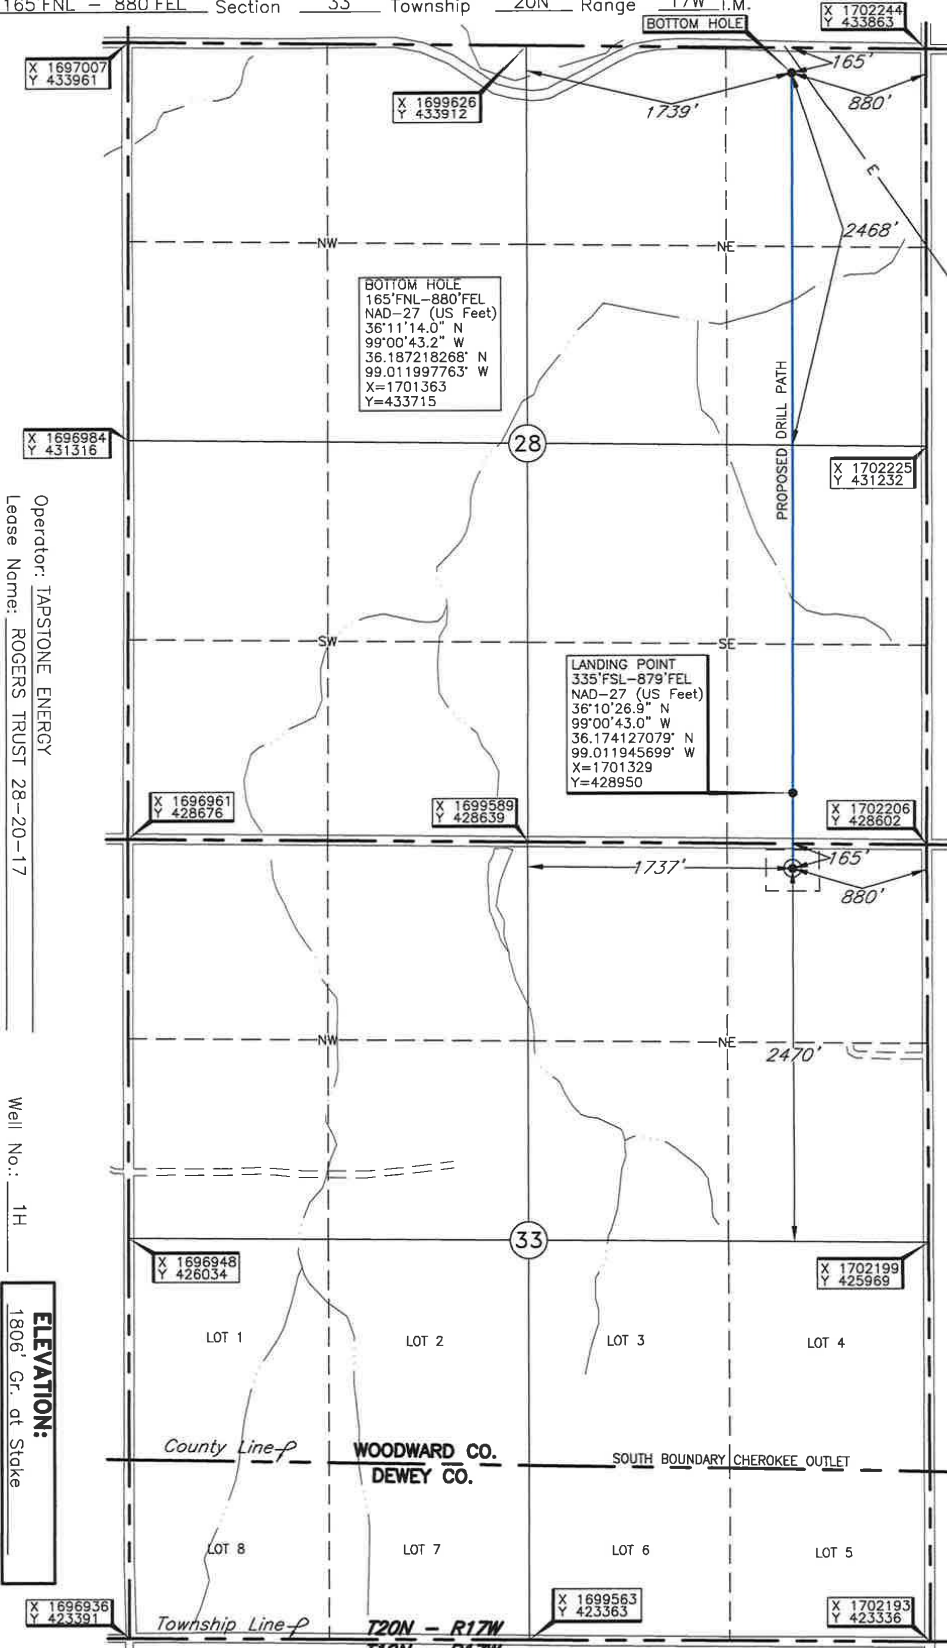 165'FNL - 880'FEL Section 33 Township 20N Range 17W I.M.
BOTTOM HOLE
X 1702244
Y 433863
X 1697007
Y 433961
X 1699626
Y 433912
165'
1739'
880'
E
2468'
NW
NE
BOTTOM HOLE
165'FNL-880'FEL
NAD-27 (US Feet)
36°11'14.0" N
99°00'43.2" W
36.187218268° N
99.011997763° W
X=1701363
Y=433715
PROPOSED DRILL PATH
X 1696984
Y 431316
28
X 1702225
Y 431232
Operator: TAPSTONE ENERGY
Lease Name: ROGERS TRUST 28-20-17
Well No.: 1H
SW
SE
LANDING POINT
335'FSL-879'FEL
NAD-27 (US Feet)
36°10'26.9" N
99°00'43.0" W
36.174127079° N
99.011945699° W
X=1701329
Y=428950
X 1696961
Y 428676
X 1699589
Y 428639
X 1702206
Y 428602
1737'
165'
880'
NW
NE
2470'
33
X 1696948
Y 426034
X 1702199
Y 425969
ELEVATION:
1806' Gr. at Stake
LOT 1
LOT 2
LOT 3
LOT 4
County Line
WOODWARD CO.
DEWEY CO.
SOUTH BOUNDARY CHEROKEE OUTLET
LOT 8
LOT 7
LOT 6
LOT 5
X 1696936
Y 423391
X 1699563
Y 423363
X 1702193
Y 423336
Township Line
T20N - R17W